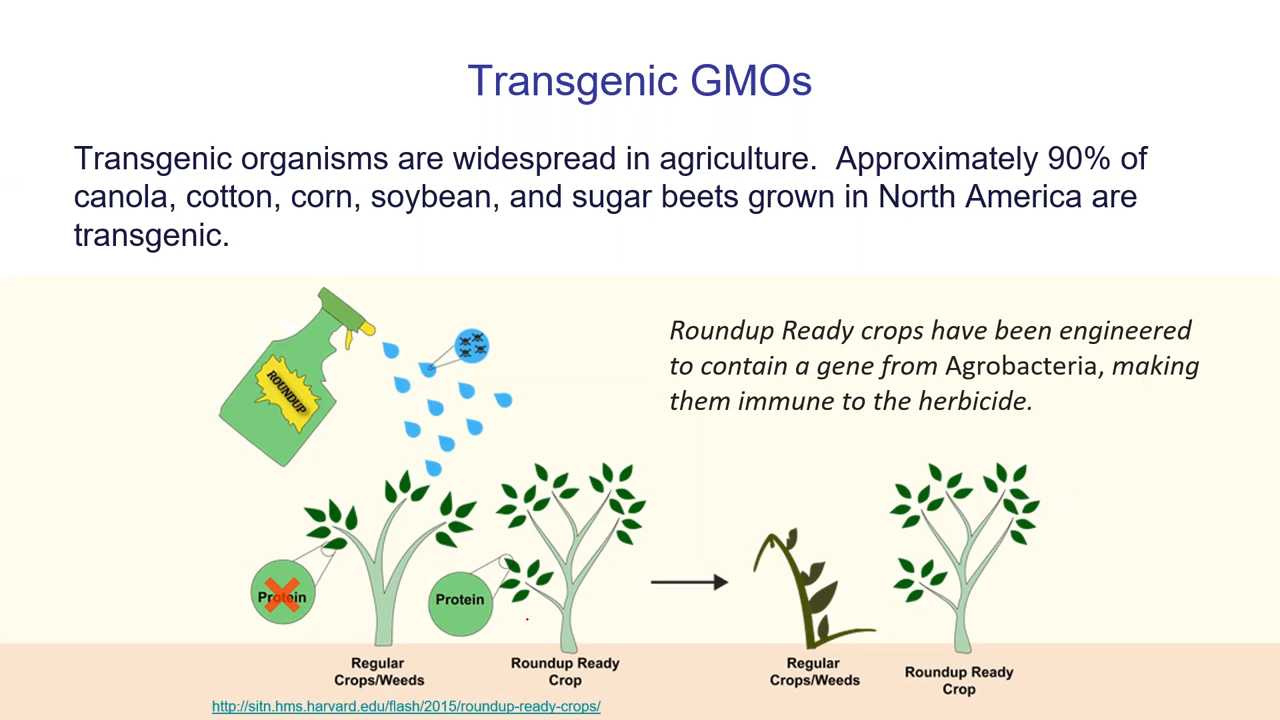 Transgenic GMOs
Transgenic organisms are widespread in agriculture.  Approximately 90% of
canola, cotton, corn, soybean, and sugar beets grown in North America are
transgenic.
ROUNDUP
Roundup Ready crops have been engineered
to contain a gene from Agrobacteria, making
them immune to the herbicide.
Protein
Protein
Regular
Crops/Weeds
Roundup Ready
Crop
Regular
Crops/Weeds
Roundup Ready
Crop
http://sitn.hms.harvard.edu/flash/2015/roundup-ready-crops/